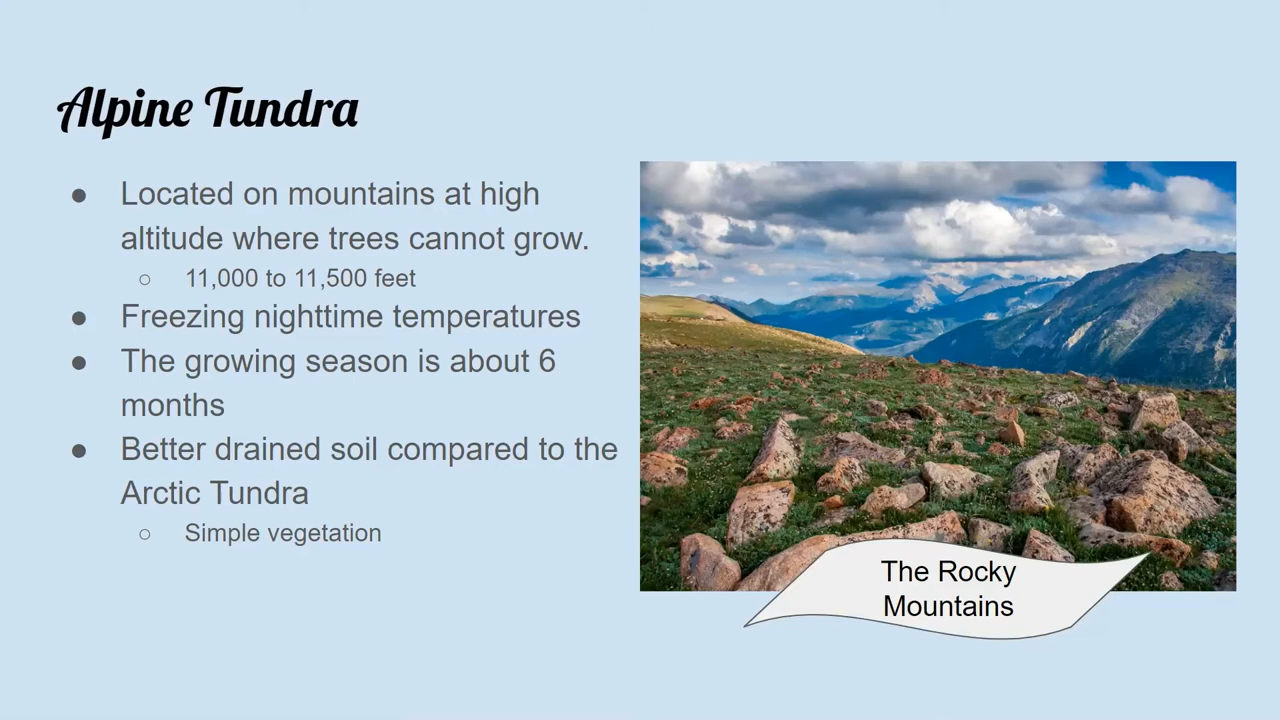 Alpine Tundra
● Located on mountains at high
altitude where trees cannot grow.
○ 11,000 to 11,500 feet
● Freezing nighttime temperatures
● The growing season is about 6
months
● Better drained soil compared to the
Arctic Tundra
○ Simple vegetation
The Rocky
Mountains